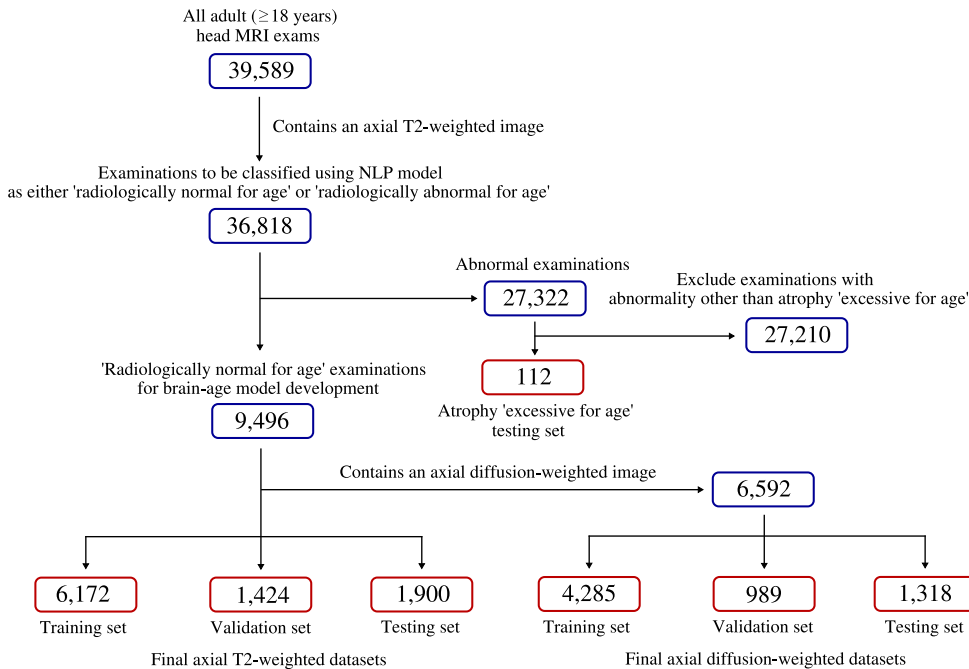 All adult (≥18 years)
head MRI exams
39,589
Contains an axial T2-weighted image
Examinations to be classified using NLP model
as either 'radiologically normal for age' or 'radiologically abnormal for age'
36,818
Abnormal examinations
27,322
Exclude examinations with
abnormality other than atrophy 'excessive for age'
27,210
112
Atrophy 'excessive for age'
testing set
'Radiologically normal for age' examinations
for brain-age model development
9,496
Contains an axial diffusion-weighted image
6,592
6,172
1,424
1,900
Training set
Validation set
Testing set
Final axial T2-weighted datasets
4,285
989
1,318
Training set
Validation set
Testing set
Final axial diffusion-weighted datasets